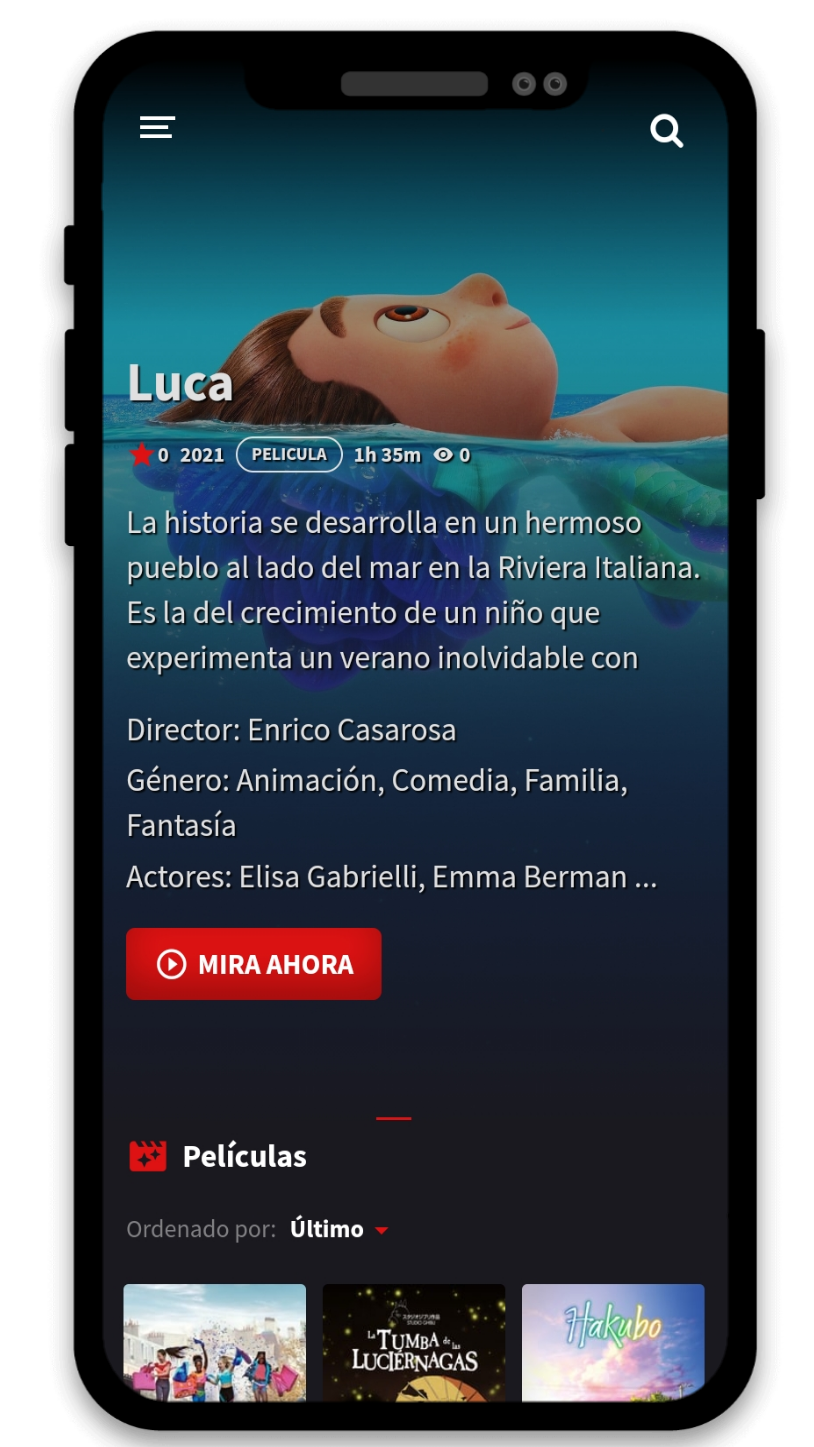 Luca
0 2021 PELICULA 1h 35m 0
La historia se desarrolla en un hermoso
pueblo al lado del mar en la Riviera Italiana.
Es la del crecimiento de un niño que
experimenta un verano inolvidable con
Director: Enrico Casarosa
Género: Animación, Comedia, Familia,
Fantasía
Actores: Elisa Gabrielli, Emma Berman ...
MIRA AHORA
Películas
Ordenado por: Último
STUDIO GHIBLI
La TUMBA de las
LUCIÉRNAGAS
Hakubo